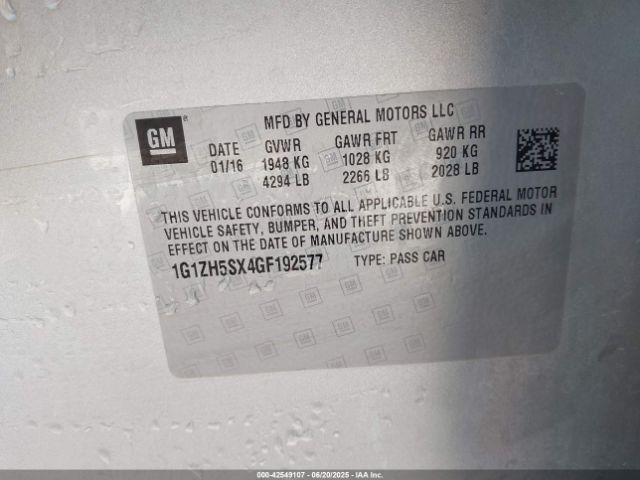 GM
MFD BY GENERAL MOTORS LLC
DATE GVWR GAWR FRT GAWR RR
01/16 1948 KG 1028 KG 920 KG
4294 LB 2266 LB 2028 LB
THIS VEHICLE CONFORMS TO ALL APPLICABLE U.S. FEDERAL MOTOR
VEHICLE SAFETY, BUMPER, AND THEFT PREVENTION STANDARDS IN
EFFECT ON THE DATE OF MANUFACTURE SHOWN ABOVE.
1G1ZH5SX4GF192577 TYPE: PASS CAR
000-42549107 - 06/20/2025 - IAAI, Inc.